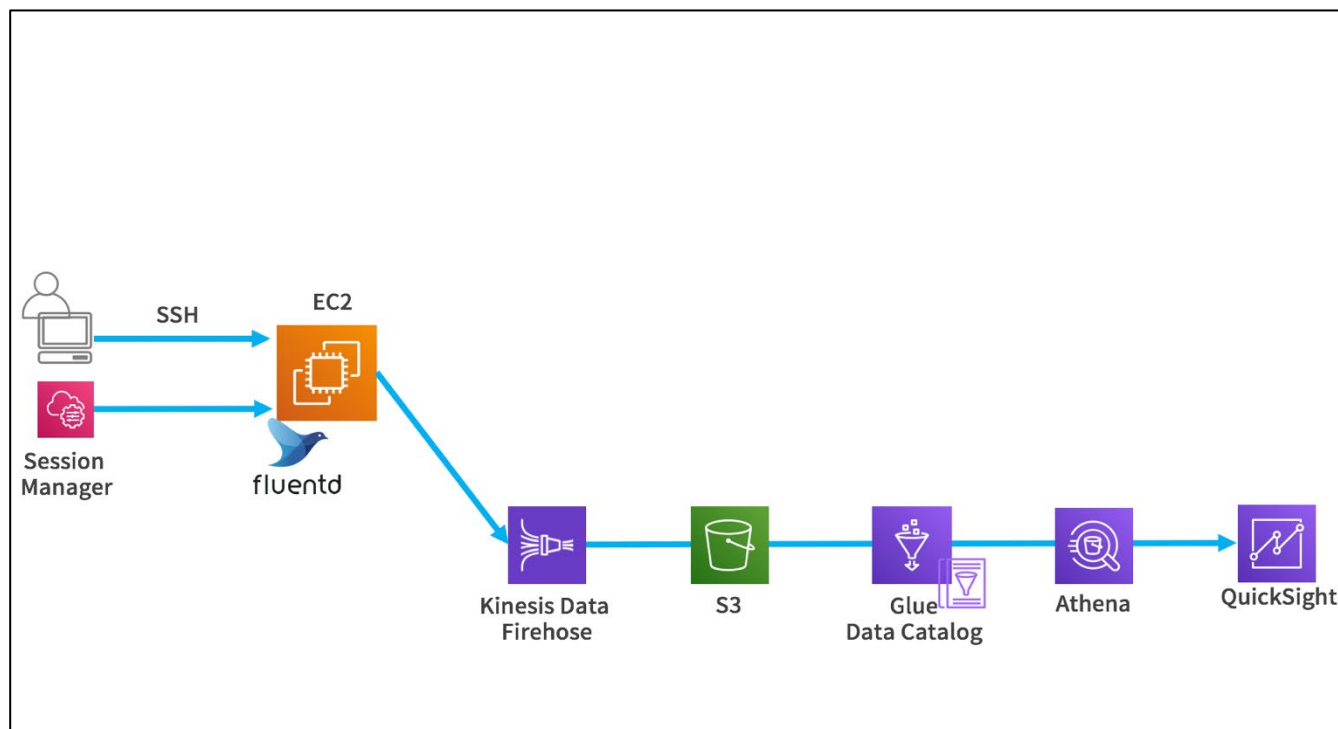 SSH
EC2
Session
Manager
fluentd
Kinesis Data
Firehose
S3
Glue
Data Catalog
Athena
QuickSight